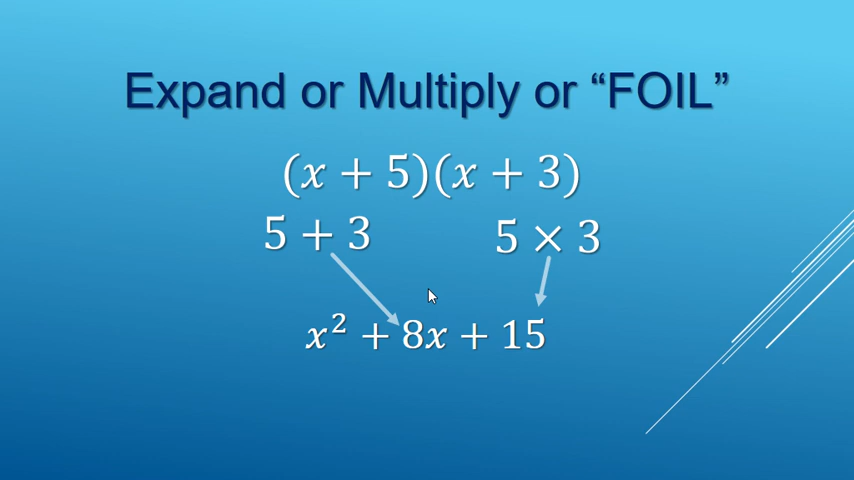 Expand or Multiply or “FOIL”
(x + 5)(x + 3)
5 + 3 5 × 3
x² + 8x + 15